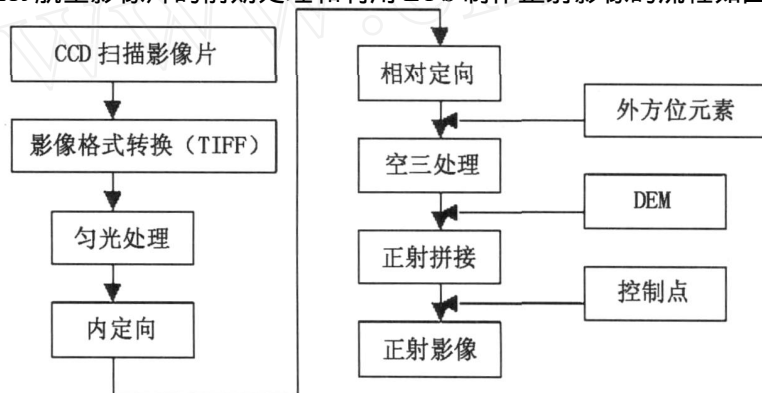 CCD 扫描影像片
影像格式转换（TIFF）
匀光处理
内定向
相对定向
外方位元素
空三处理
DEM
正射拼接
控制点
正射影像